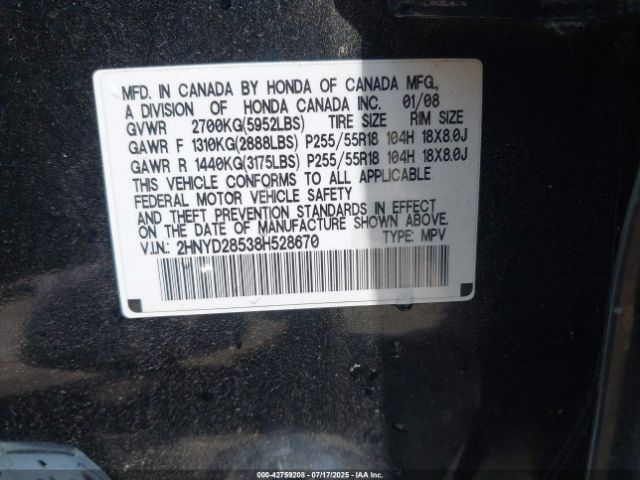 MFD. IN CANADA BY HONDA OF CANADA MFG.,
A DIVISION OF HONDA CANADA INC. 01/08
GVWR 2700KG(5952LBS) TIRE SIZE RIM SIZE
GAWR F 1310KG(2888LBS) P255/55R18 104H 18X8.0J
GAWR R 1440KG(3175LBS) P255/55R18 104H 18X8.0J
THIS VEHICLE CONFORMS TO ALL APPLICABLE
FEDERAL MOTOR VEHICLE SAFETY
AND THEFT PREVENTION STANDARDS IN EFFECT
ON THE DATE OF MANUFACTURE SHOWN ABOVE.
V.I.N.: 2HNYD28538H528670 TYPE: MPV
000-42759208 - 07/17/2025 - IAAI.COM